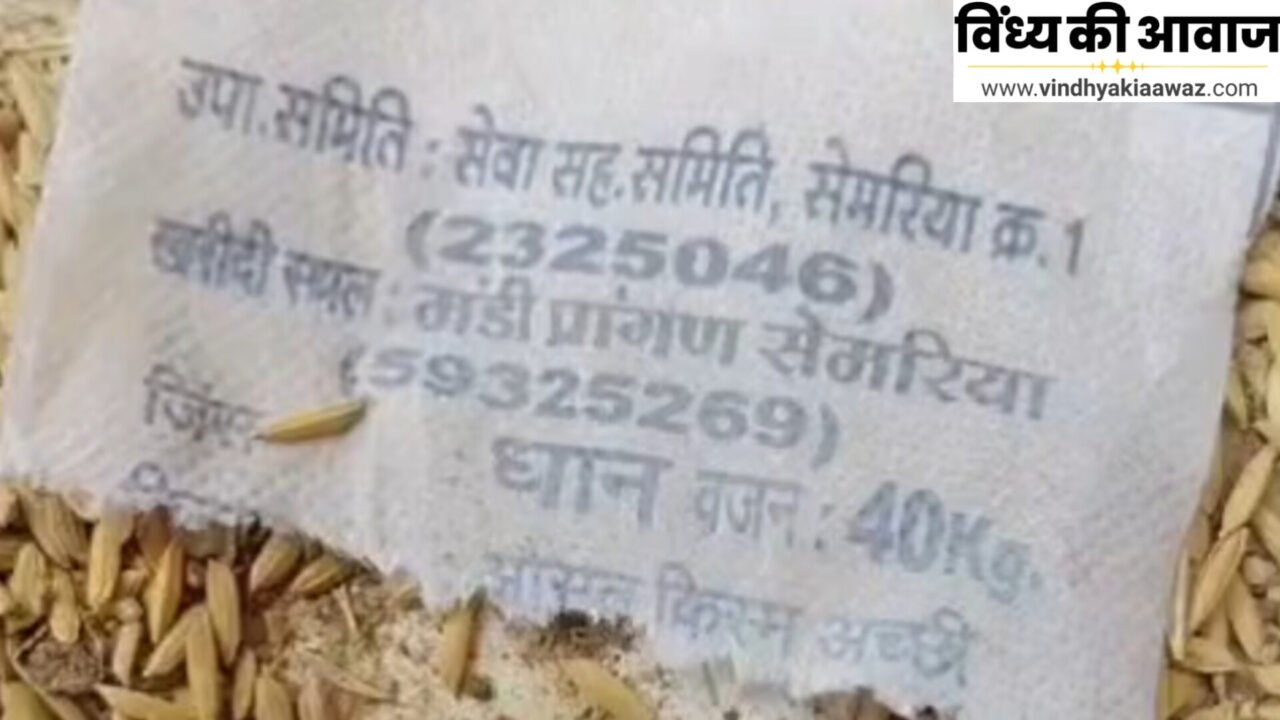 विंध्य की आवाज
www.vindhyakiaawaz.com
उपा.समिति : सेवा सह.समिति, सेमरिया क्र.1
(2325046)
खरीदी स्थल : मंडी प्रांगण सेमरिया
(59325269)
धान वजन : 40Kg.
किस्म अच्छी